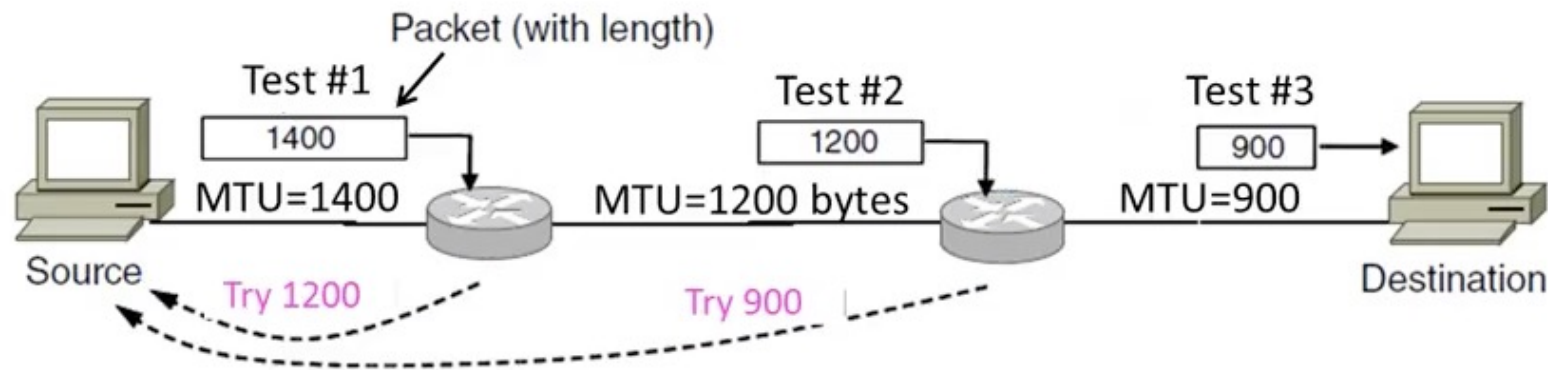 Packet (with length)
Test #1
Test #2
Test #3
1400
1200
900
MTU=1400
MTU=1200 bytes
MTU=900
Source
Destination
Try 1200
Try 900